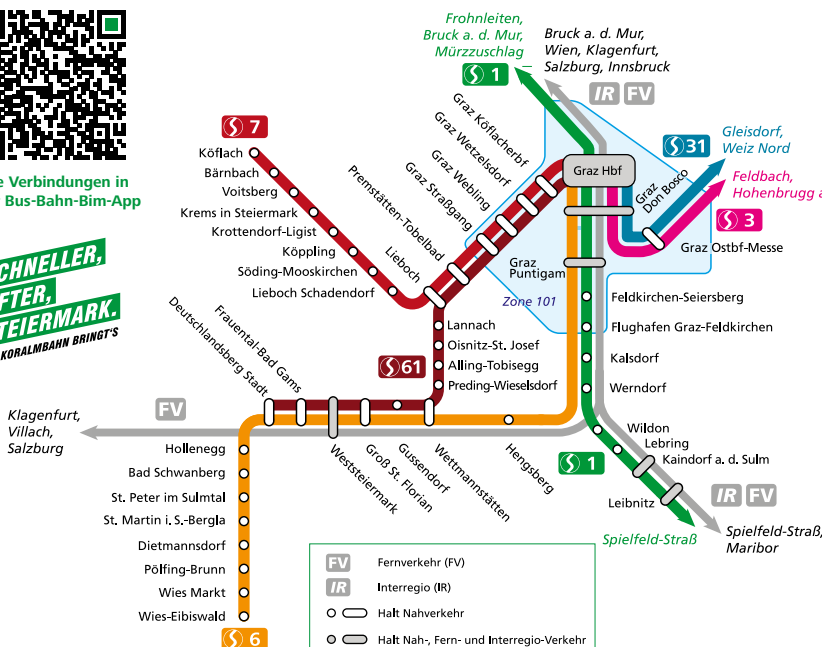 Frohnleiten,
Bruck a. d. Mur,
Mürzzuschlag
Bruck a. d. Mur,
Wien, Klagenfurt,
Salzburg, Innsbruck
S 1
IR FV
e Verbindungen in
Bus-Bahn-Bim-App
CHNELLER,
FTER,
STEIERMARK.
KORALMBAHN BRINGT'S
S 7
Köflach
Bärnbach
Voitsberg
Krems in Steiermark
Krottendorf-Ligist
Köppling
Söding-Mooskirchen
Lieboch Schadendorf
Lieboch
Premstätten-Tobelbad
Graz Straßgang
Graz Webling
Graz Wetzelsdorf
Graz Köflacherbf
Graz Hbf
Graz
Don Bosco
S 31
Gleisdorf,
Weiz Nord
Feldbach,
Hohenbrugg a
S 3
Graz Ostbf-Messe
Graz
Puntigam
Zone 101
Feldkirchen-Seiersberg
Flughafen Graz-Feldkirchen
Kalsdorf
Werndorf
Wildon
Lebring
Kaindorf a. d. Sulm
Leibnitz
S 1
IR FV
Spielfeld-Straß
Spielfeld-Straß,
Maribor
Lannach
Oisnitz-St. Josef
Alling-Tobisegg
Preding-Wieselsdorf
S 61
Deutschlandsberg Stadt
Frauental-Bad Gams
Weststeiermark
Groß St. Florian
Gussendorf
Wettmannstätten
Hengsberg
FV
Klagenfurt,
Villach,
Salzburg
Hollenegg
Bad Schwanberg
St. Peter im Sulmtal
St. Martin i. S.-Bergla
Dietmannsdorf
Pölfing-Brunn
Wies Markt
Wies-Eibiswald
S 6
FV Fernverkehr (FV)
IR Interregio (IR)
Halt Nahverkehr
Halt Nah-, Fern- und Interregio-Verkehr